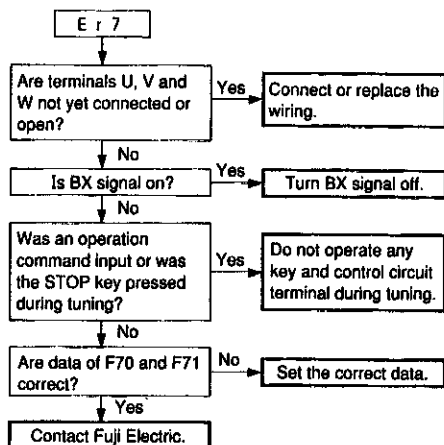 E r 7
Are terminals U, V and
W not yet connected or
open?
Yes
Connect or replace the
wiring.
No
Is BX signal on?
Yes
Turn BX signal off.
No
Was an operation
command input or was
the STOP key pressed
during tuning?
Yes
Do not operate any
key and control circuit
terminal during tuning.
No
Are data of F70 and F71
correct?
No
Set the correct data.
Yes
Contact Fuji Electric.